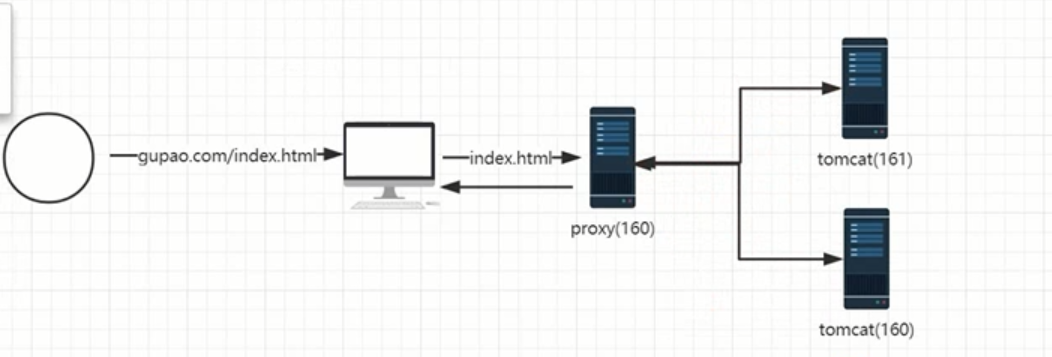 gupao.com/index.html
index.html
proxy(160)
tomcat(161)
tomcat(160)